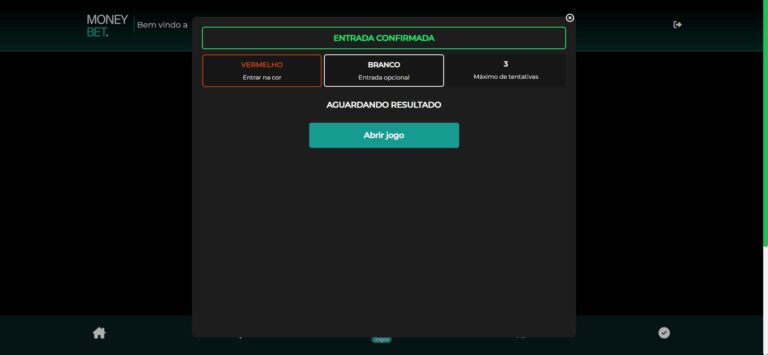 MONEY
BET.
Bem vindo a
ENTRADA CONFIRMADA
VERMELHO
Entrar na cor
BRANCO
Entrada opcional
3
Máximo de tentativas
AGUARDANDO RESULTADO
Abrir jogo
Jogos